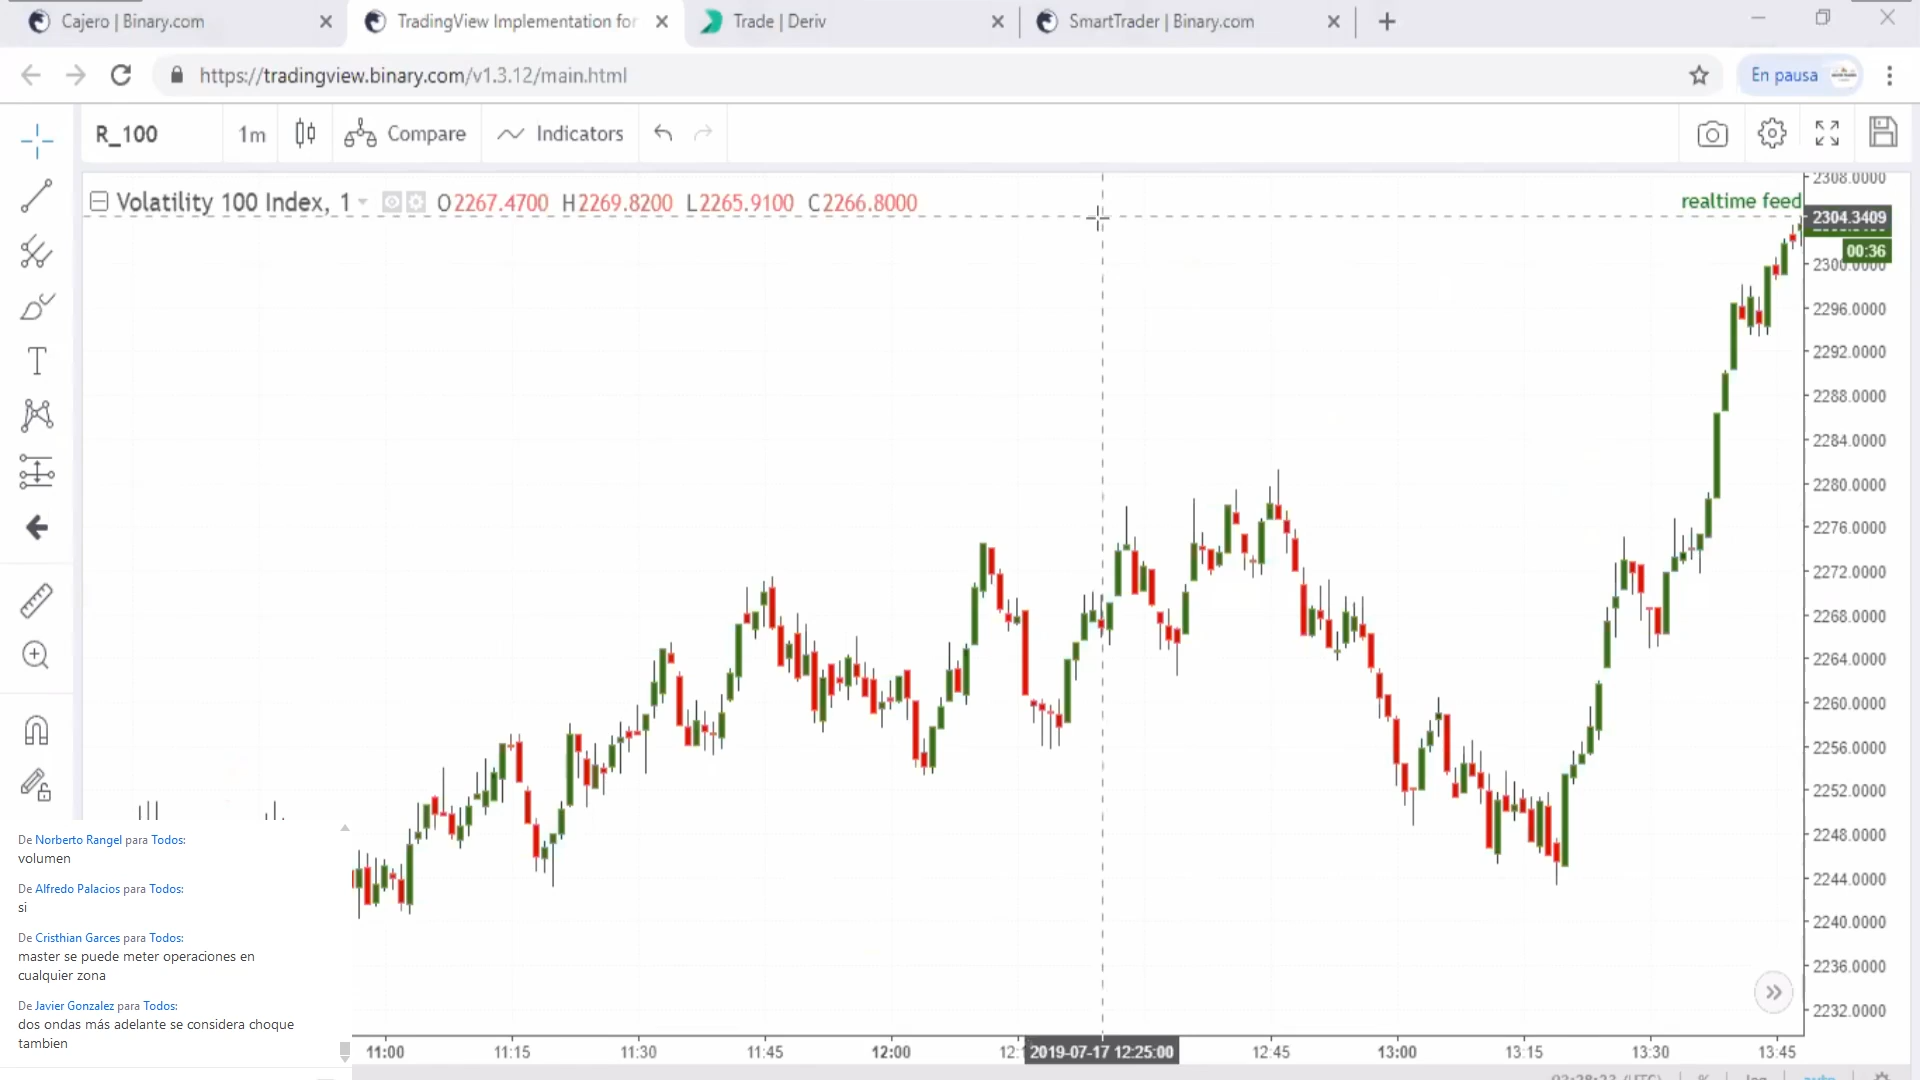 Cajero | Binary.com
TradingView Implementation for
Trade | Deriv
SmartTrader | Binary.com
https://tradingview.binary.com/v1.3.12/main.html
En pausa
R_100
1m
Compare
Indicators
Volatility 100 Index, 1
O2267.4700 H2269.8200 L2265.9100 C2266.8000
realtime feed
2308.0000
2304.3409
00:36
2300.0000
2296.0000
2292.0000
2288.0000
2284.0000
2280.0000
2276.0000
2272.0000
2268.0000
2264.0000
2260.0000
2256.0000
2252.0000
2248.0000
2244.0000
2240.0000
2236.0000
2232.0000
De Norberto Rangel para Todos:
volumen
De Alfredo Palacios para Todos:
si
De Cristhian Garces para Todos:
master se puede meter operaciones en
cualquier zona
De Javier Gonzalez para Todos:
dos ondas más adelante se considera choque
tambien
11:00 11:15 11:30 11:45 12:00 2019-07-17 12:25:00 12:45 13:00 13:15 13:30 13:45